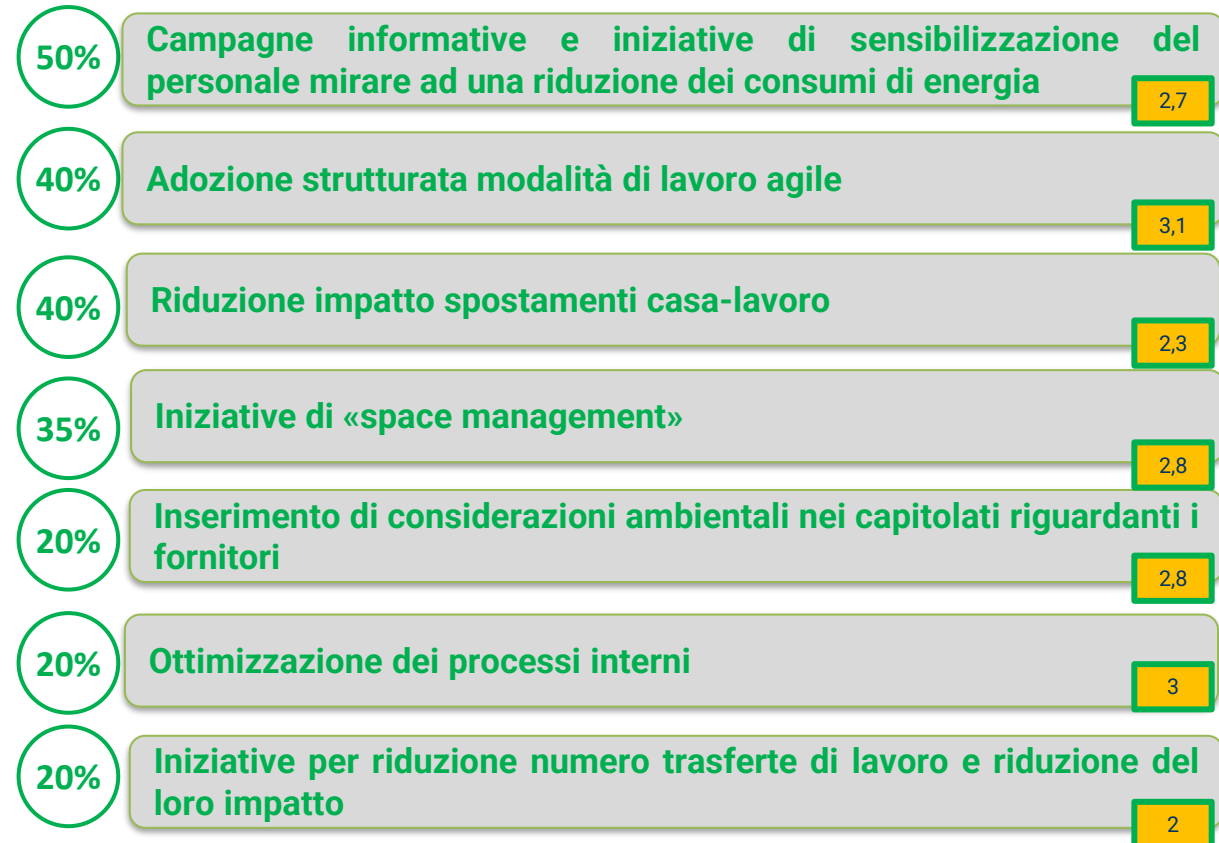 50%
Campagne informative e iniziative di sensibilizzazione del
personale mirare ad una riduzione dei consumi di energia
2,7
40%
Adozione strutturata modalità di lavoro agile
3,1
40%
Riduzione impatto spostamenti casa-lavoro
2,3
35%
Iniziative di «space management»
2,8
20%
Inserimento di considerazioni ambientali nei capitolati riguardanti i
fornitori
2,8
20%
Ottimizzazione dei processi interni
3
20%
Iniziative per riduzione numero trasferte di lavoro e riduzione del
loro impatto
2